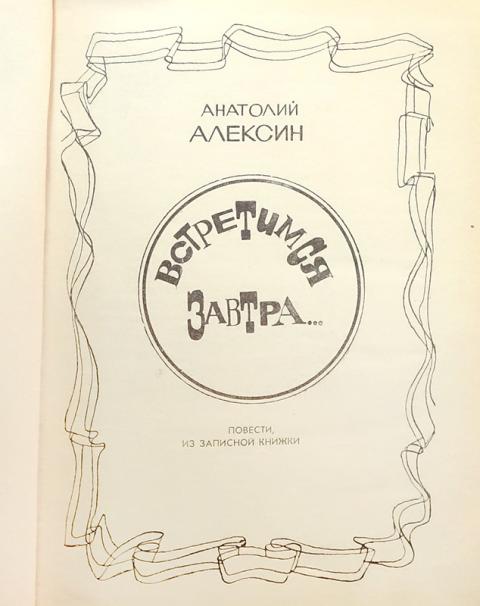 АНАТОЛИЙ
АЛЕКСИН
ВСТРЕТИМСЯ
ЗАВТРА...
ПОВЕСТИ,
ИЗ ЗАПИСНОЙ КНИЖКИ